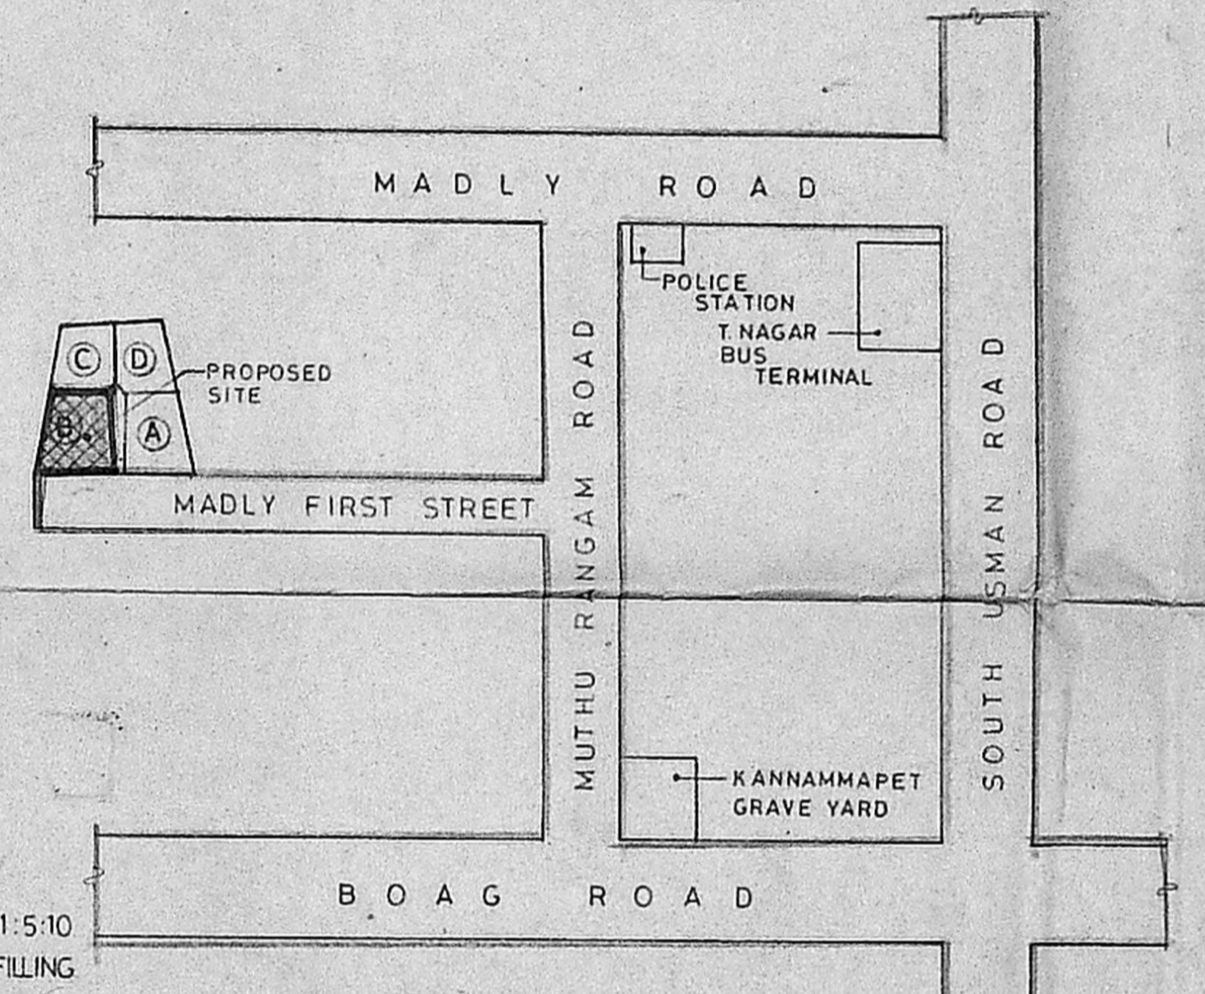 MADLY ROAD
POLICE
STATION
T. NAGAR
BUS
TERMINAL
C
D
PROPOSED
SITE
B
A
MADLY FIRST STREET
MUTHU RANGAM ROAD
SOUTH USMAN ROAD
KANNAMMAPET
GRAVE YARD
BOAG ROAD
1:5:10
FILLING